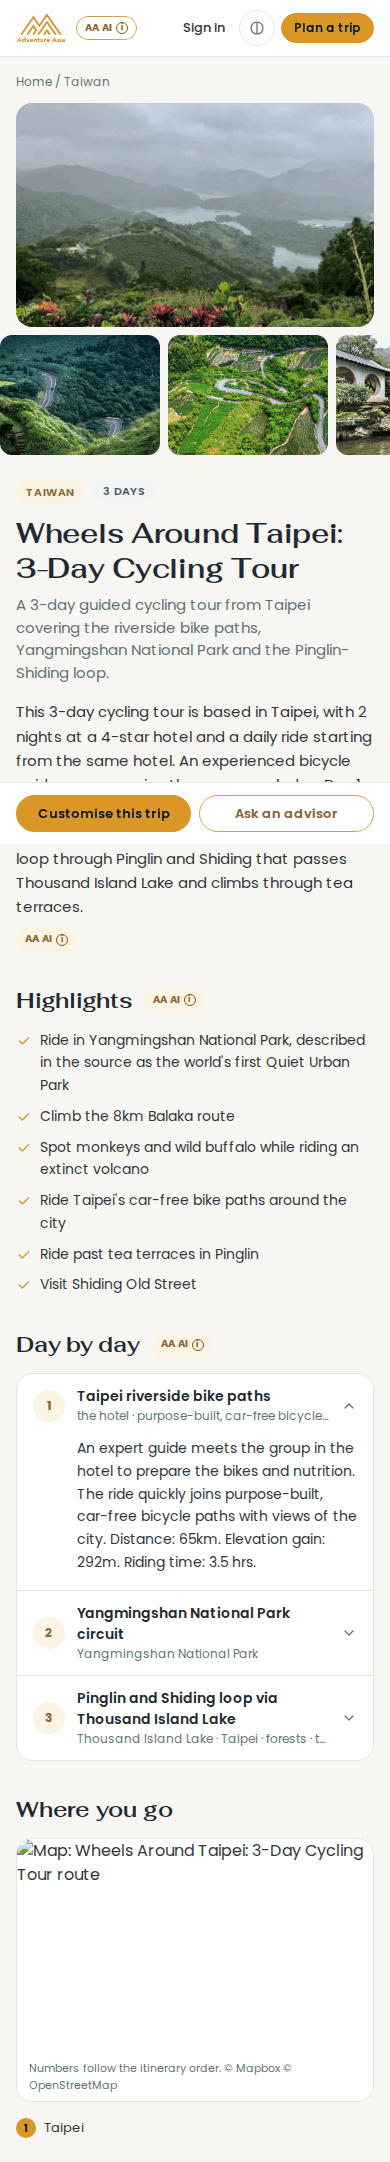 Adventure Asia
AA AI i
Sign in
Plan a trip
Home / Taiwan
TAIWAN
3 DAYS
Wheels Around Taipei:
3-Day Cycling Tour
A 3-day guided cycling tour from Taipei
covering the riverside bike paths,
Yangmingshan National Park and the Pinglin-
Shiding loop.
This 3-day cycling tour is based in Taipei, with 2
nights at a 4-star hotel and a daily ride starting
from the same hotel. An experienced bicycle
Customise this trip
Ask an advisor
loop through Pinglin and Shiding that passes
Thousand Island Lake and climbs through tea
terraces.
AA AI i
Highlights
AA AI i
Ride in Yangmingshan National Park, described
in the source as the world's first Quiet Urban
Park
Climb the 8km Balaka route
Spot monkeys and wild buffalo while riding an
extinct volcano
Ride Taipei's car-free bike paths around the
city
Ride past tea terraces in Pinglin
Visit Shiding Old Street
Day by day
AA AI i
1
Taipei riverside bike paths
the hotel · purpose-built, car-free bicycle...
An expert guide meets the group in the
hotel to prepare the bikes and nutrition.
The ride quickly joins purpose-built,
car-free bicycle paths with views of the
city. Distance: 65km. Elevation gain:
292m. Riding time: 3.5 hrs.
2
Yangmingshan National Park
circuit
Yangmingshan National Park
3
Pinglin and Shiding loop via
Thousand Island Lake
Thousand Island Lake · Taipei · forests · t...
Where you go
Map: Wheels Around Taipei: 3-Day Cycling
Tour route
Numbers follow the itinerary order. © Mapbox ©
OpenStreetMap
1
Taipei